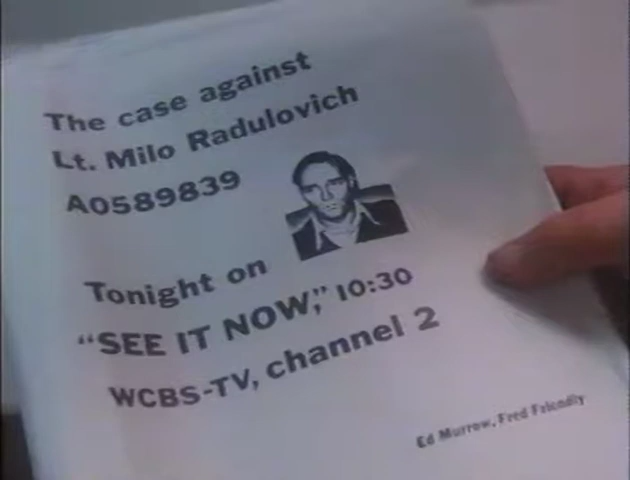 The case against
Lt. Milo Radulovich
A0589839
Tonight on
"SEE IT NOW," 10:30
WCBS-TV, channel 2
Ed Murrow, Fred Friendly